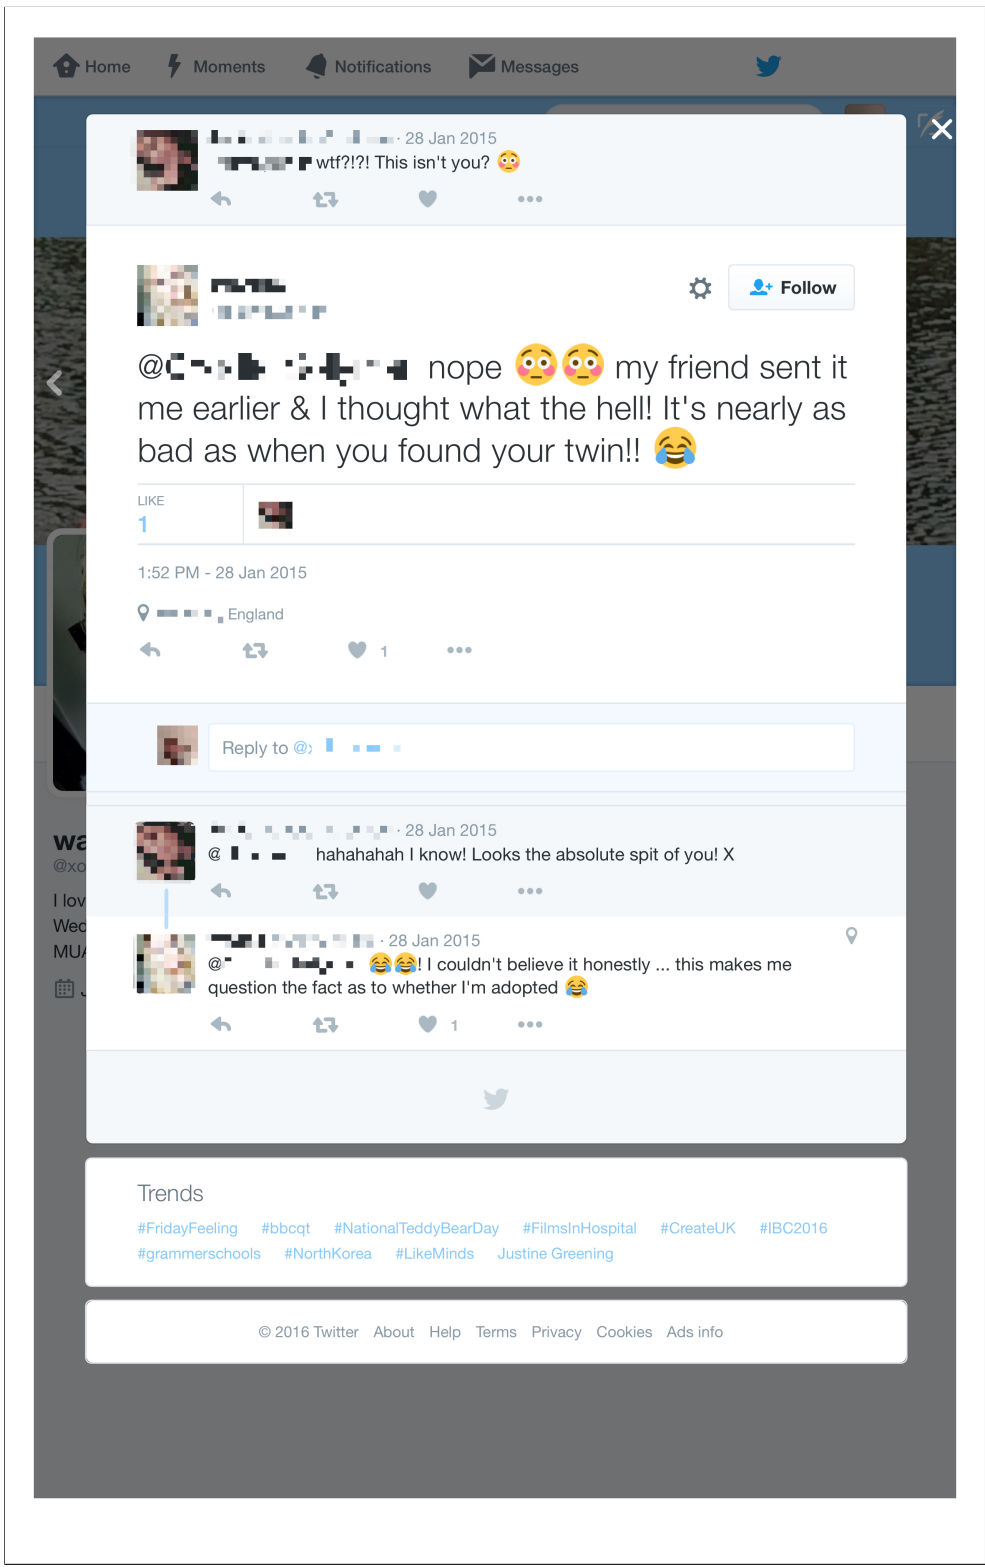 Home Moments Notifications Messages
· 28 Jan 2015
wtf?!?! This isn't you? 😳
Follow
@ nope 😳😳 my friend sent it
me earlier & I thought what the hell! It's nearly as
bad as when you found your twin!! 😂
LIKE
1
1:52 PM - 28 Jan 2015
England
1
Reply to @
· 28 Jan 2015
@ hahahahah I know! Looks the absolute spit of you! X
· 28 Jan 2015
@ 😂😂! I couldn't believe it honestly ... this makes me
question the fact as to whether I'm adopted 😂
1
wa
@xo
I lov
Wed
MUA
Trends
#FridayFeeling #bbcqt #NationalTeddyBearDay #FilmsInHospital #CreateUK #IBC2016
#grammerschools #NorthKorea #LikeMinds Justine Greening
© 2016 Twitter About Help Terms Privacy Cookies Ads info